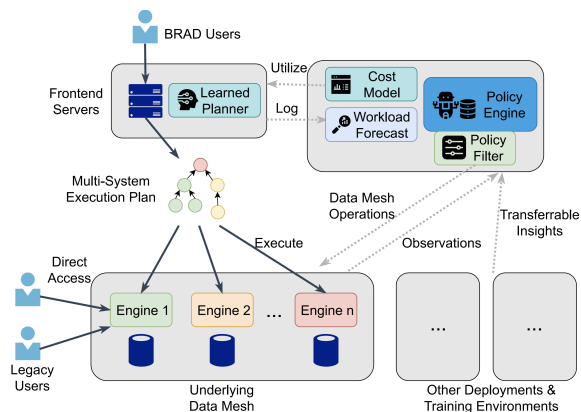 BRAD Users
Frontend
Servers
Learned
Planner
Utilize
Log
Cost
Model
Workload
Forecast
Policy
Engine
Policy
Filter
Multi-System
Execution Plan
Data Mesh
Operations
Observations
Transferrable
Insights
Execute
Direct
Access
Legacy
Users
Engine 1
Engine 2
...
Engine n
Underlying
Data Mesh
...
...
Other Deployments &
Training Environments